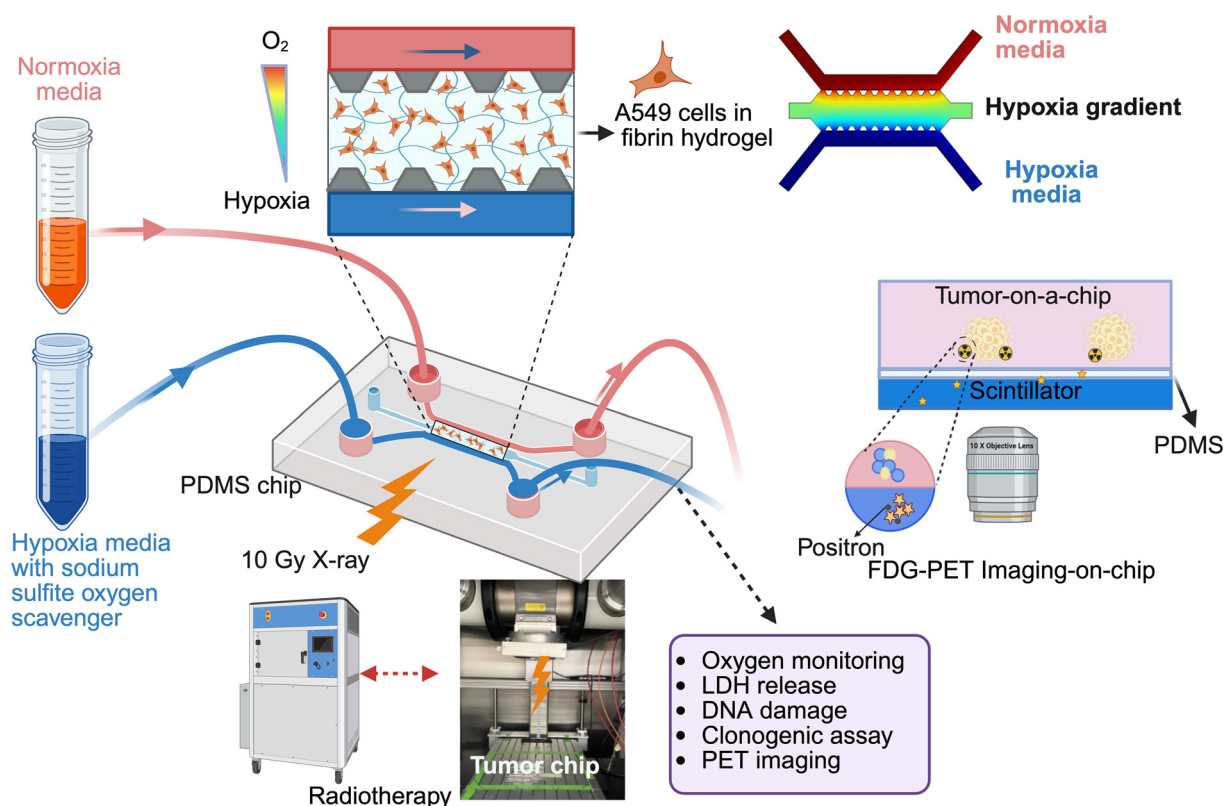 Normoxia
media
O₂
Hypoxia
A549 cells in
fibrin hydrogel
Normoxia
media
Hypoxia gradient
Hypoxia
media
Hypoxia media
with sodium
sulfite oxygen
scavenger
PDMS chip
10 Gy X-ray
Tumor-on-a-chip
Scintillator
PDMS
10 X Objective Lens
Positron
FDG-PET Imaging-on-chip
Tumor chip
Radiotherapy
• Oxygen monitoring
• LDH release
• DNA damage
• Clonogenic assay
• PET imaging